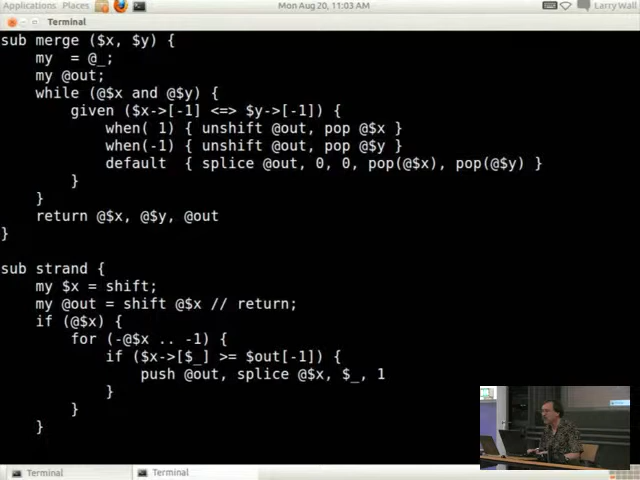 Applications Places Mon Aug 20, 11:03 AM Larry Wall
Terminal
sub merge ($x, $y) {
    my  = @_;
    my @out;
    while (@$x and @$y) {
        given ($x->[-1] <=> $y->[-1]) {
            when( 1) { unshift @out, pop @$x }
            when(-1) { unshift @out, pop @$y }
            default  { splice @out, 0, 0, pop(@$x), pop(@$y) }
        }
    }
    return @$x, @$y, @out
}
sub strand {
    my $x = shift;
    my @out = shift @$x // return;
    if (@$x) {
        for (-@$x .. -1) {
            if ($x->[$_] >= $out[-1]) {
                push @out, splice @$x, $_, 1
            }
        }
    }
Terminal Terminal